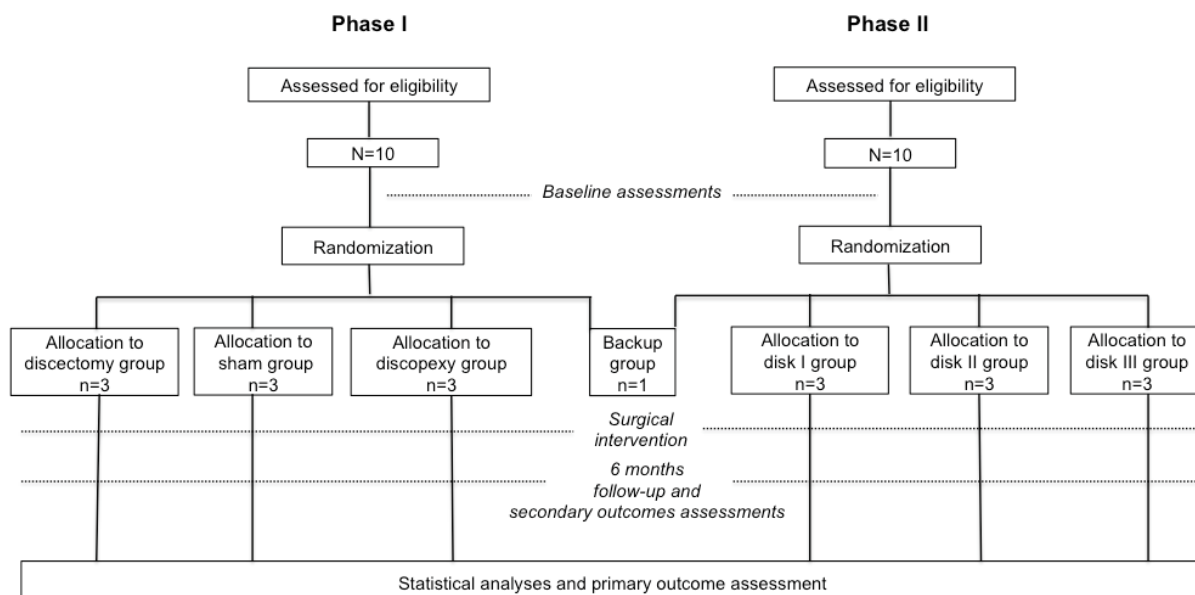 Phase I
Phase II
Assessed for eligibility
Assessed for eligibility
N=10
N=10
Baseline assessments
Randomization
Randomization
Allocation to
discectomy group
n=3
Allocation to
sham group
n=3
Allocation to
discopexy group
n=3
Backup
group
n=1
Allocation to
disk I group
n=3
Allocation to
disk II group
n=3
Allocation to
disk III group
n=3
Surgical
intervention
6 months
follow-up and
secondary outcomes assessments
Statistical analyses and primary outcome assessment